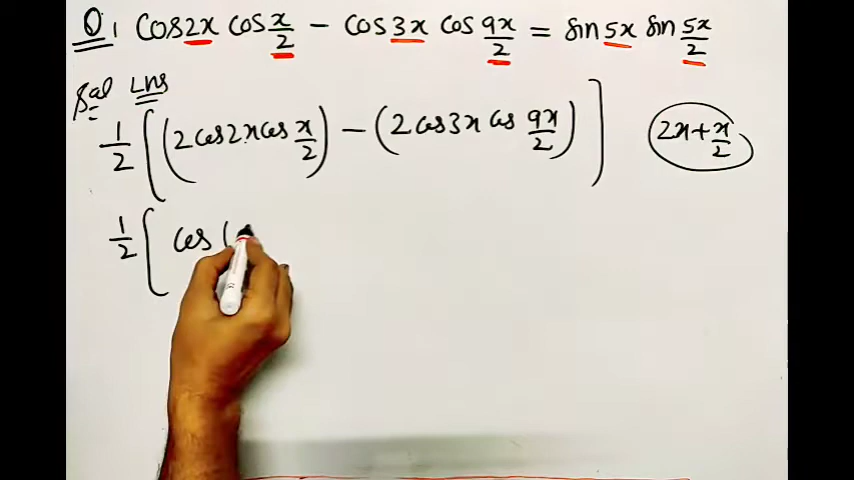 Q: cos2x cos x/2 - cos3x cos 9x/2 = sin5x sin 5x/2
Sol LHS
1/2 [(2cos2x cos x/2) - (2cos3x cos 9x/2)] 2x+x/2
1/2 [ cos (